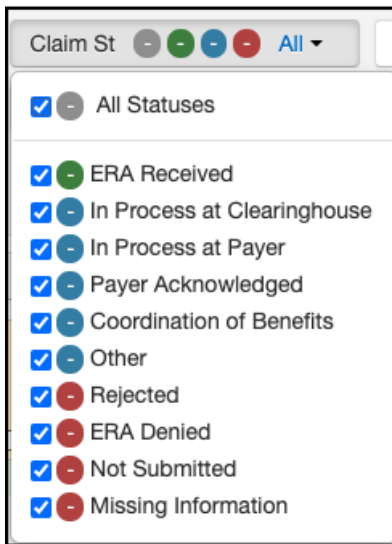 Claim St - - - - All
- All Statuses
- ERA Received
- In Process at Clearinghouse
- In Process at Payer
- Payer Acknowledged
- Coordination of Benefits
- Other
- Rejected
- ERA Denied
- Not Submitted
- Missing Information